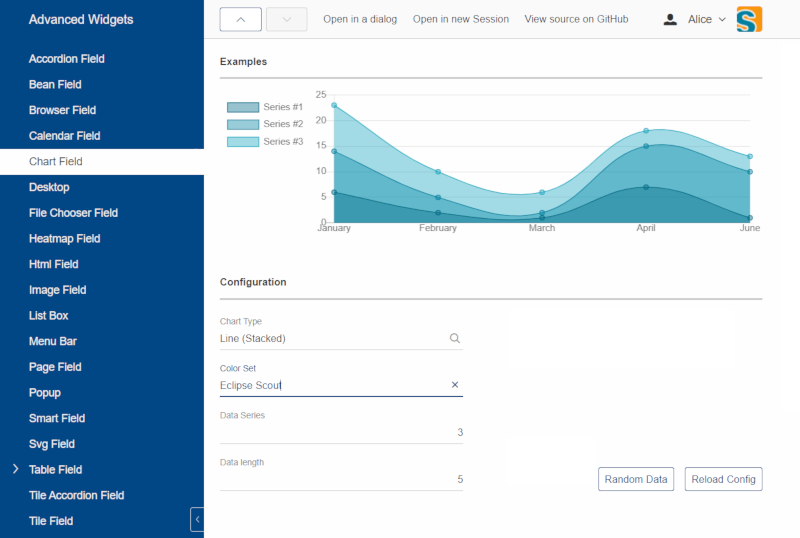 Advanced Widgets
Accordion Field
Bean Field
Browser Field
Calendar Field
Chart Field
Desktop
File Chooser Field
Heatmap Field
Html Field
Image Field
List Box
Menu Bar
Page Field
Popup
Smart Field
Svg Field
Table Field
Tile Accordion Field
Tile Field
Open in a dialog Open in new Session View source on GitHub Alice
Examples
Series #1
Series #2
Series #3
25
20
15
10
5
0
January February March April June
Configuration
Chart Type
Line (Stacked)
Color Set
Eclipse Scout
Data Series
3
Data length
5
Random Data Reload Config